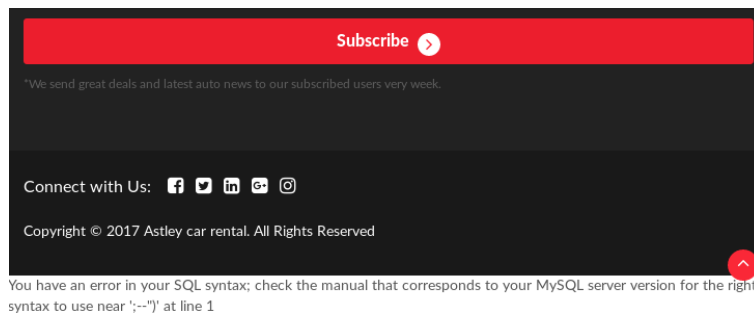 Subscribe
*We send great deals and latest auto news to our subscribed users very week.
Connect with Us:
Copyright © 2017 Astley car rental. All Rights Reserved
You have an error in your SQL syntax; check the manual that corresponds to your MySQL server version for the right
syntax to use near ';--")' at line 1